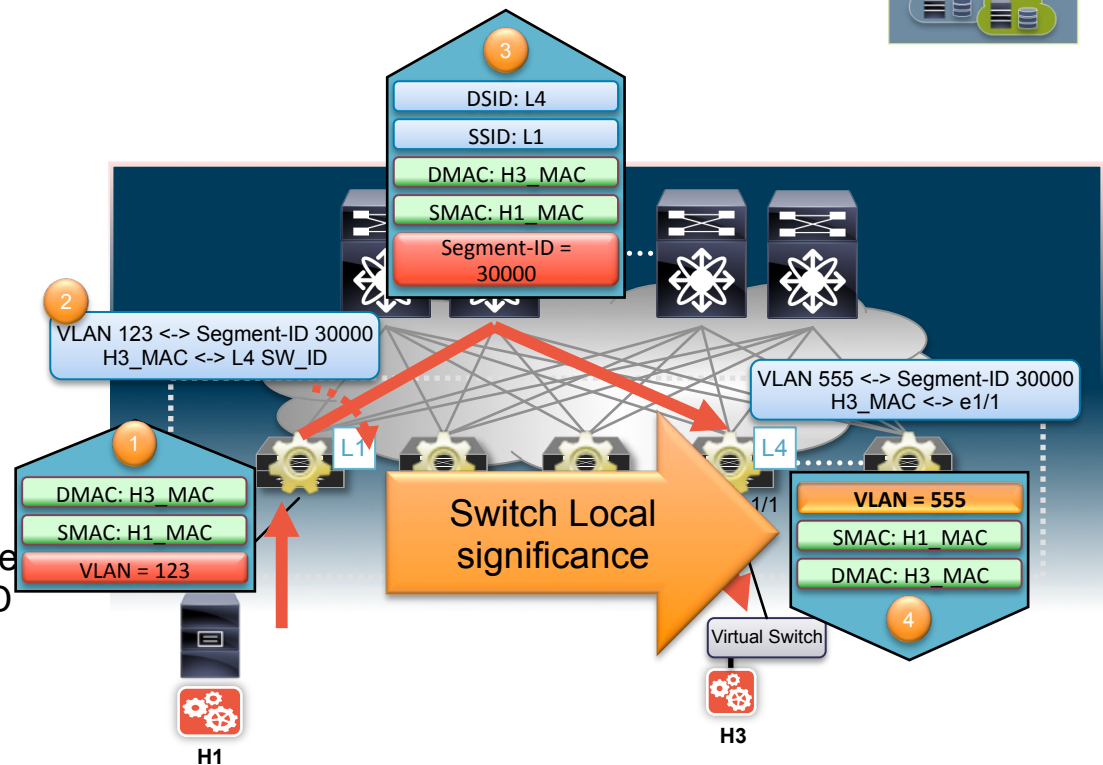 3
DSID: L4
SSID: L1
DMAC: H3_MAC
SMAC: H1_MAC
Segment-ID =
30000
2
VLAN 123 <-> Segment-ID 30000
H3_MAC <-> L4 SW_ID
VLAN 555 <-> Segment-ID 30000
H3_MAC <-> e1/1
1
DMAC: H3_MAC
SMAC: H1_MAC
VLAN = 123
L1
L4
Switch Local
significance
1/1
VLAN = 555
SMAC: H1_MAC
DMAC: H3_MAC
4
Virtual Switch
H1
H3